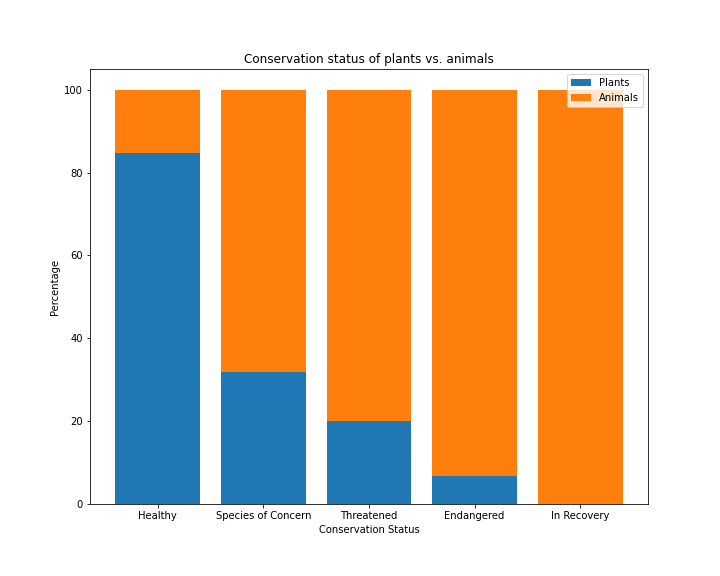 Conservation status of plants vs. animals
Plants
Animals
100
80
60
40
20
0
Percentage
Healthy
Species of Concern
Threatened
Endangered
In Recovery
Conservation Status